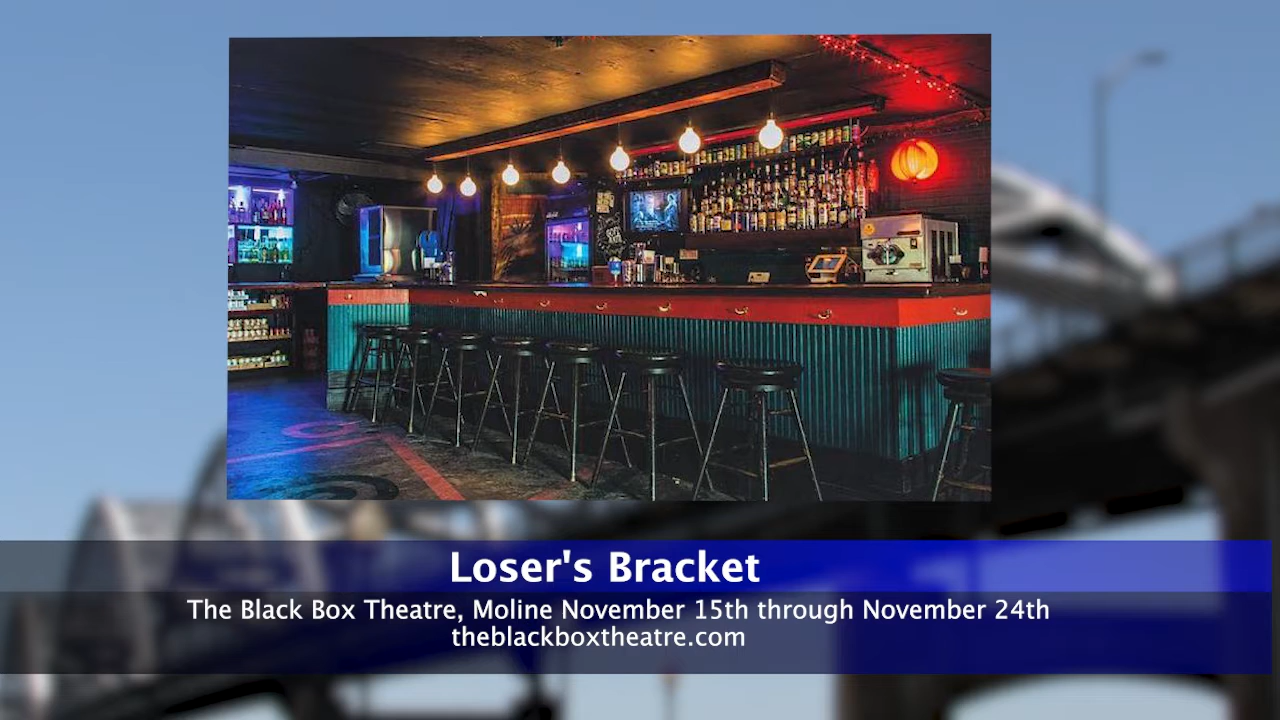 Loser's Bracket
The Black Box Theatre, Moline November 15th through November 24th
theblackboxtheatre.com